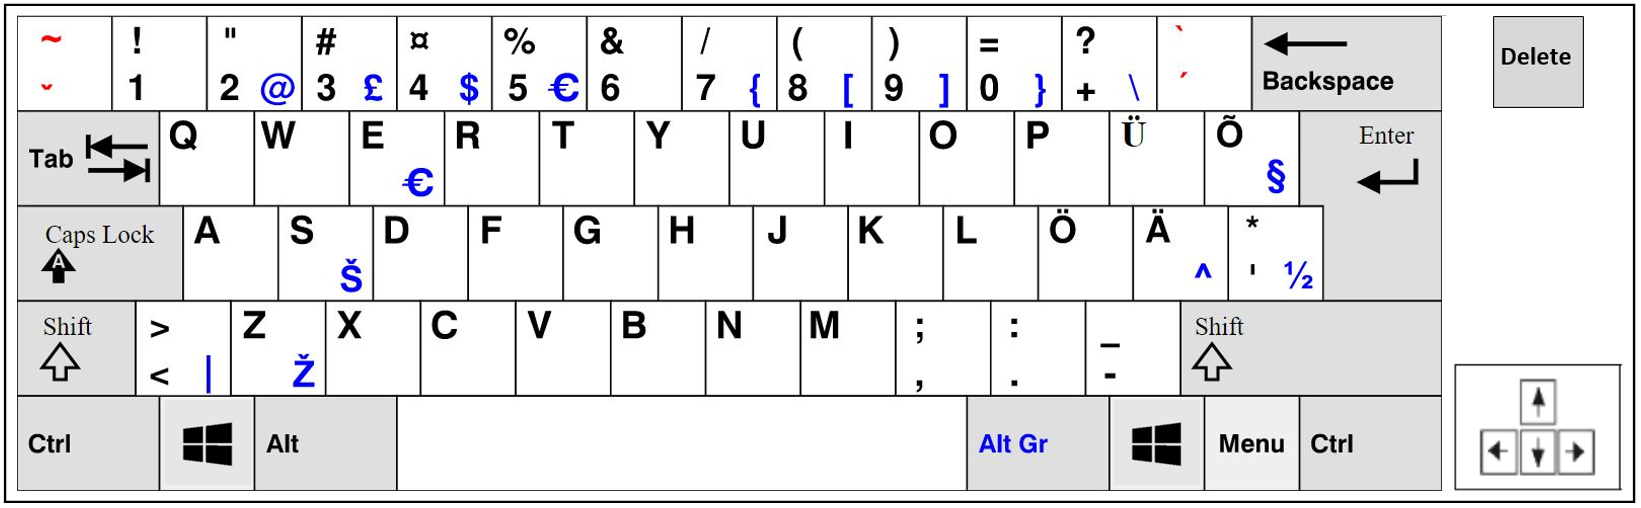 ~ ! " # ¤ % & / ( ) = ? ` Backspace Delete
ˇ 1 2 @ 3 £ 4 $ 5 € 6 7 { 8 [ 9 ] 0 } + \ ´
Tab Q W E € R T Y U I O P Ü Õ § Enter
Caps Lock A S Š D F G H J K L Ö Ä ^ * ' ½
A
Shift > < | Z Ž X C V B N M ; , : . _ - Shift
Ctrl Alt Alt Gr Menu Ctrl